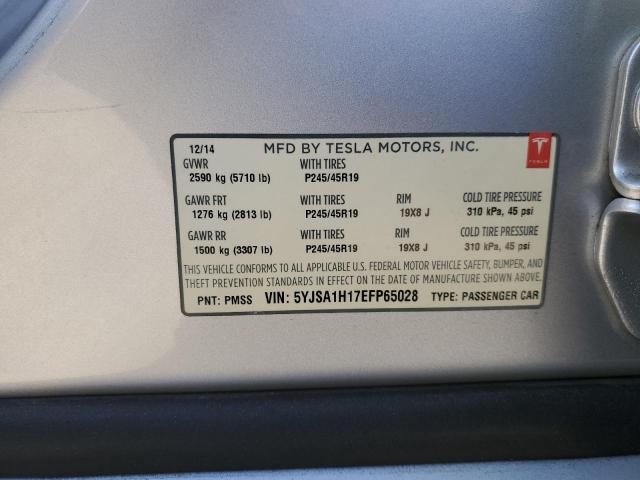 12/14 MFD BY TESLA MOTORS, INC.
GVWR WITH TIRES
2590 kg (5710 lb) P245/45R19
TESLA
GAWR FRT WITH TIRES RIM COLD TIRE PRESSURE
1276 kg (2813 lb) P245/45R19 19X8 J 310 kPa, 45 psi
GAWR RR WITH TIRES RIM COLD TIRE PRESSURE
1500 kg (3307 lb) P245/45R19 19X8 J 310 kPa, 45 psi
THIS VEHICLE CONFORMS TO ALL APPLICABLE U.S. FEDERAL MOTOR VEHICLE SAFETY, BUMPER, AND
THEFT PREVENTION STANDARDS IN EFFECT ON THE DATE OF MANUFACTURE SHOWN ABOVE.
PNT: PMSS VIN: 5YJSA1H17EFP65028 TYPE: PASSENGER CAR